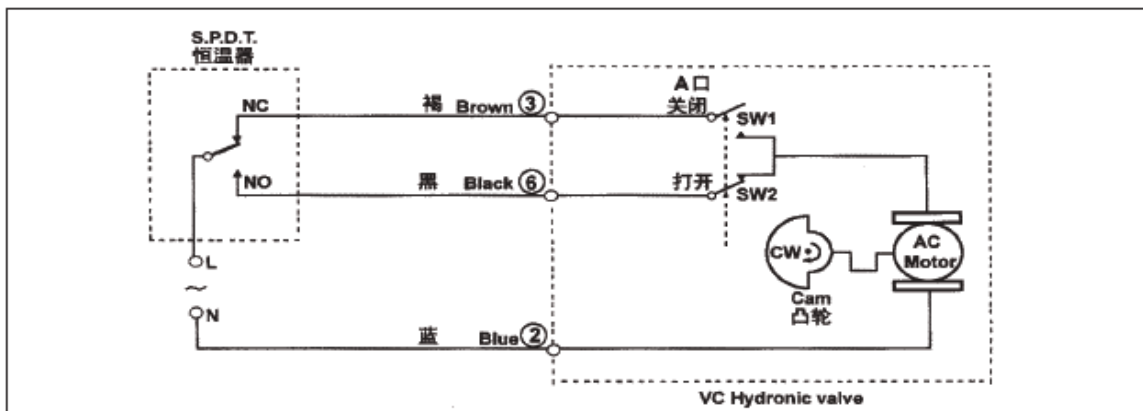 S.P.D.T.
恒温器
NC
NO
L
~
N
褐 Brown ③
黑 Black ⑥
蓝 Blue ②
A口
关闭
SW1
打开
SW2
CW
Cam
凸轮
AC
Motor
VC Hydronic valve